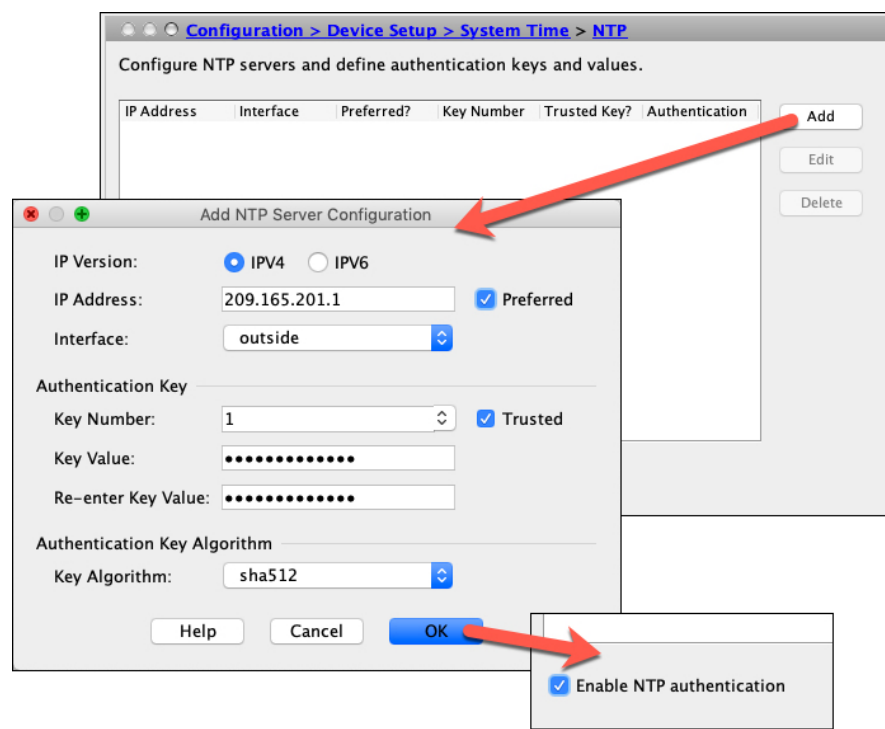 Configuration > Device Setup > System Time > NTP
Configure NTP servers and define authentication keys and values.
IP Address Interface Preferred? Key Number Trusted Key? Authentication
Add
Edit
Delete
Add NTP Server Configuration
IP Version: IPV4 IPV6
IP Address: 209.165.201.1 Preferred
Interface: outside
Authentication Key
Key Number: 1 Trusted
Key Value: •••••••••••••
Re-enter Key Value: •••••••••••••
Authentication Key Algorithm
Key Algorithm: sha512
Help Cancel OK
Enable NTP authentication